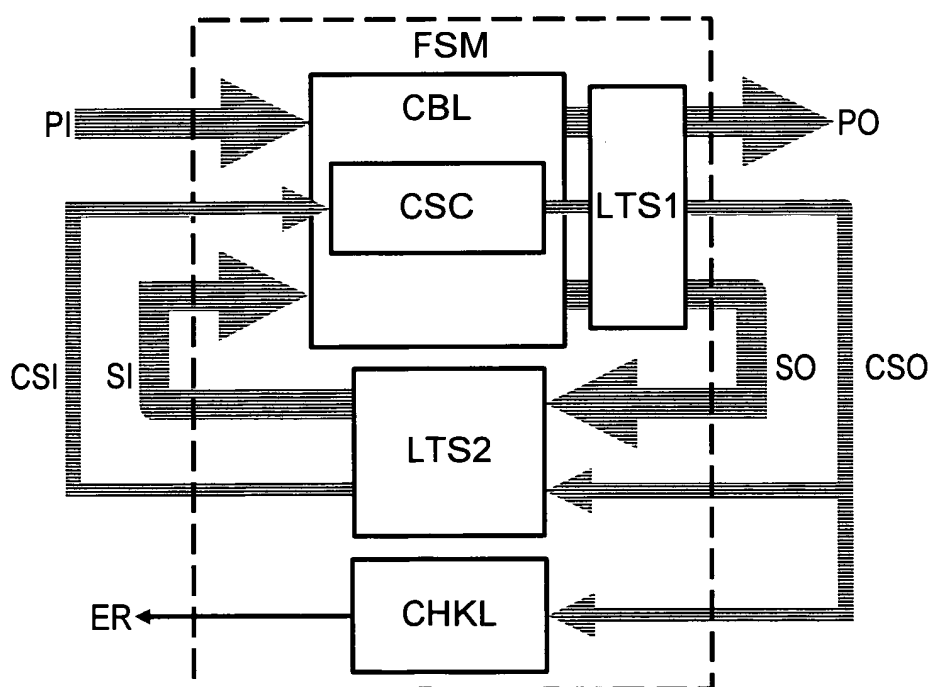 FSM
CBL
PI
PO
CSC
LTS1
CSI
SI
SO
CSO
LTS2
ER
CHKL